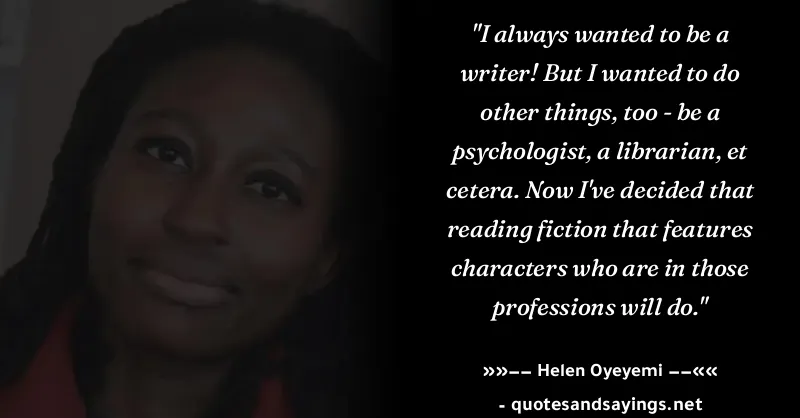 "I always wanted to be a
writer! But I wanted to do
other things, too - be a
psychologist, a librarian, et
cetera. Now I've decided that
reading fiction that features
characters who are in those
professions will do."
»»−− Helen Oyeyemi −−««
- quotesandsayings.net